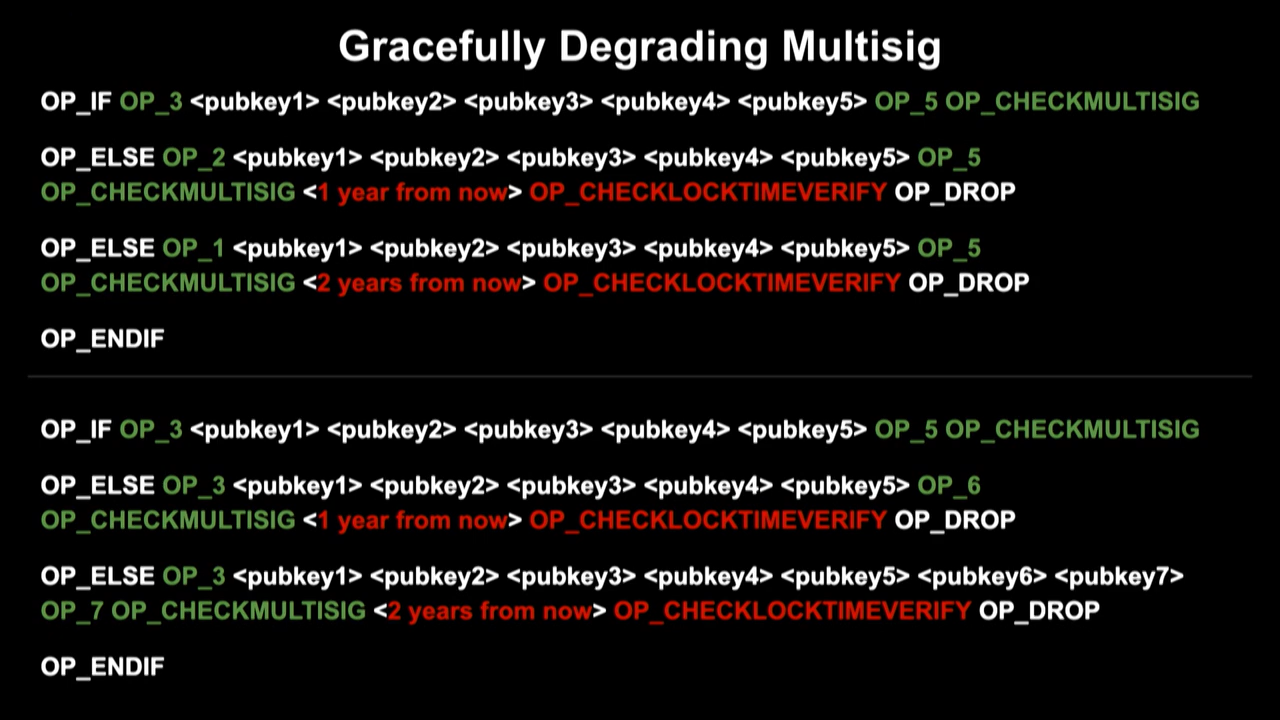 Gracefully Degrading Multisig
OP_IF OP_3 <pubkey1> <pubkey2> <pubkey3> <pubkey4> <pubkey5> OP_5 OP_CHECKMULTISIG
OP_ELSE OP_2 <pubkey1> <pubkey2> <pubkey3> <pubkey4> <pubkey5> OP_5
OP_CHECKMULTISIG <1 year from now> OP_CHECKLOCKTIMEVERIFY OP_DROP
OP_ELSE OP_1 <pubkey1> <pubkey2> <pubkey3> <pubkey4> <pubkey5> OP_5
OP_CHECKMULTISIG <2 years from now> OP_CHECKLOCKTIMEVERIFY OP_DROP
OP_ENDIF
OP_IF OP_3 <pubkey1> <pubkey2> <pubkey3> <pubkey4> <pubkey5> OP_5 OP_CHECKMULTISIG
OP_ELSE OP_3 <pubkey1> <pubkey2> <pubkey3> <pubkey4> <pubkey5> OP_6
OP_CHECKMULTISIG <1 year from now> OP_CHECKLOCKTIMEVERIFY OP_DROP
OP_ELSE OP_3 <pubkey1> <pubkey2> <pubkey3> <pubkey4> <pubkey5> <pubkey6> <pubkey7>
OP_7 OP_CHECKMULTISIG <2 years from now> OP_CHECKLOCKTIMEVERIFY OP_DROP
OP_ENDIF